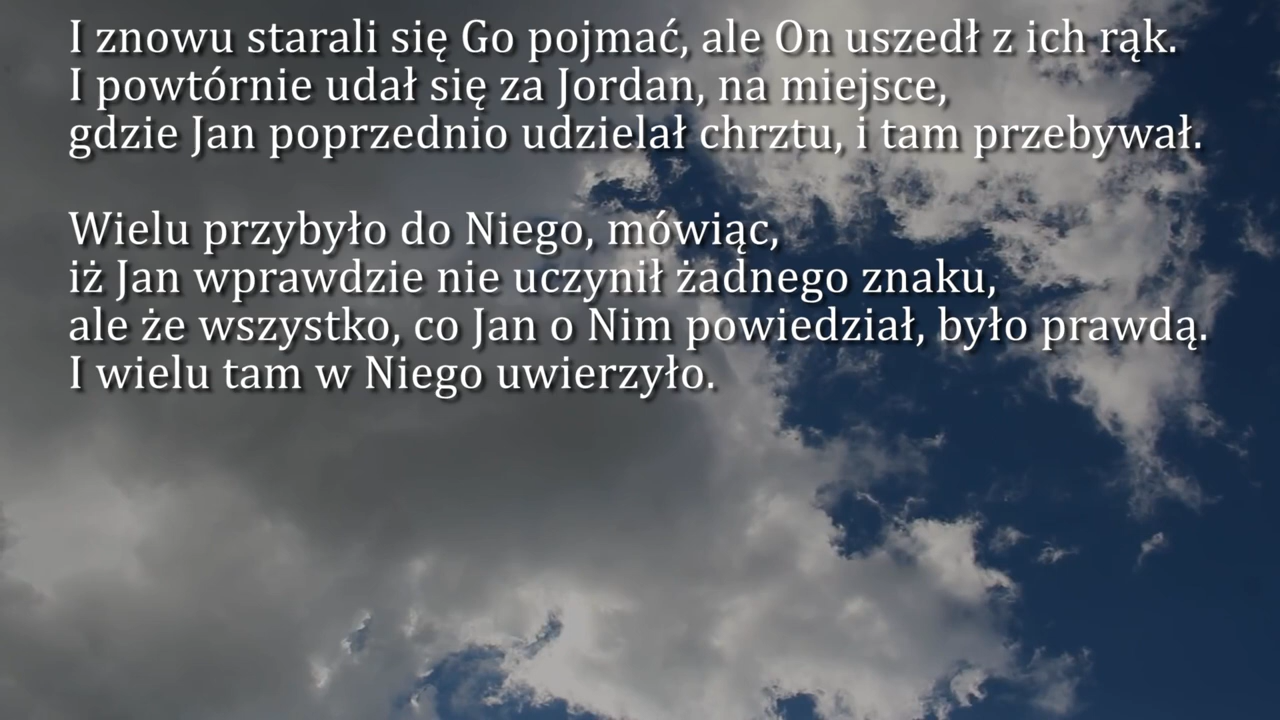 I znowu starali się Go pojmać, ale On uszedł z ich rąk.
I powtórnie udał się za Jordan, na miejsce,
gdzie Jan poprzednio udzielał chrztu, i tam przebywał.
Wielu przybyło do Niego, mówiąc,
iż Jan wprawdzie nie uczynił żadnego znaku,
ale że wszystko, co Jan o Nim powiedział, było prawdą.
I wielu tam w Niego uwierzyło.